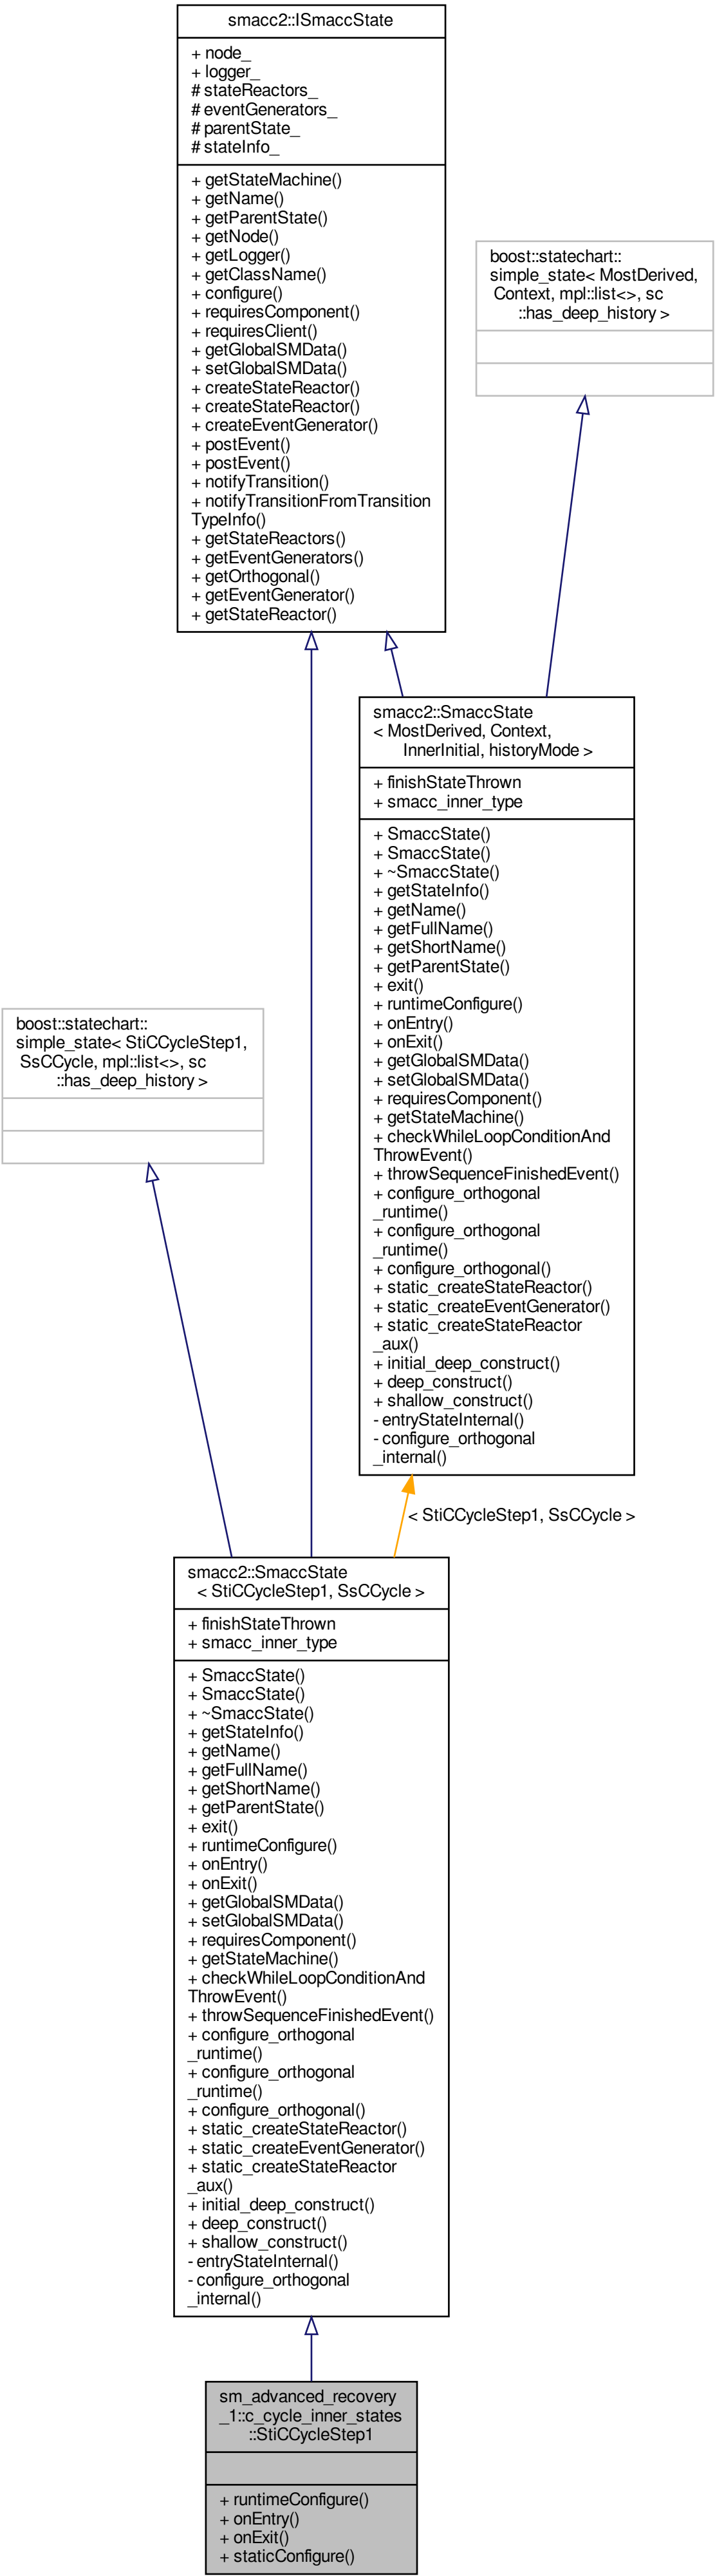 smacc2::ISmaccState
+ node_
+ logger_
# stateReactors_
# eventGenerators_
# parentState_
# stateInfo_
+ getStateMachine()
+ getName()
+ getParentState()
+ getNode()
+ getLogger()
+ getClassName()
+ configure()
+ requiresComponent()
+ requiresClient()
+ getGlobalSMData()
+ setGlobalSMData()
+ createStateReactor()
+ createStateReactor()
+ createEventGenerator()
+ postEvent()
+ postEvent()
+ notifyTransition()
+ notifyTransitionFromTransition
TypeInfo()
+ getStateReactors()
+ getEventGenerators()
+ getOrthogonal()
+ getEventGenerator()
+ getStateReactor()
boost::statechart::
simple_state< MostDerived,
Context, mpl::list<>, sc
::has_deep_history >
smacc2::SmaccState
< MostDerived, Context,
InnerInitial, historyMode >
+ finishStateThrown
+ smacc_inner_type
+ SmaccState()
+ SmaccState()
+ ~SmaccState()
+ getStateInfo()
+ getName()
+ getFullName()
+ getShortName()
+ getParentState()
+ exit()
+ runtimeConfigure()
+ onEntry()
+ onExit()
+ getGlobalSMData()
+ setGlobalSMData()
+ requiresComponent()
+ getStateMachine()
+ checkWhileLoopConditionAnd
ThrowEvent()
+ throwSequenceFinishedEvent()
+ configure_orthogonal
_runtime()
+ configure_orthogonal
_runtime()
+ configure_orthogonal()
+ static_createStateReactor()
+ static_createEventGenerator()
+ static_createStateReactor
_aux()
+ initial_deep_construct()
+ deep_construct()
+ shallow_construct()
- entryStateInternal()
- configure_orthogonal
_internal()
boost::statechart::
simple_state< StiCCycleStep1,
SsCCycle, mpl::list<>, sc
::has_deep_history >
< StiCCycleStep1, SsCCycle >
smacc2::SmaccState
< StiCCycleStep1, SsCCycle >
+ finishStateThrown
+ smacc_inner_type
+ SmaccState()
+ SmaccState()
+ ~SmaccState()
+ getStateInfo()
+ getName()
+ getFullName()
+ getShortName()
+ getParentState()
+ exit()
+ runtimeConfigure()
+ onEntry()
+ onExit()
+ getGlobalSMData()
+ setGlobalSMData()
+ requiresComponent()
+ getStateMachine()
+ checkWhileLoopConditionAnd
ThrowEvent()
+ throwSequenceFinishedEvent()
+ configure_orthogonal
_runtime()
+ configure_orthogonal
_runtime()
+ configure_orthogonal()
+ static_createStateReactor()
+ static_createEventGenerator()
+ static_createStateReactor
_aux()
+ initial_deep_construct()
+ deep_construct()
+ shallow_construct()
- entryStateInternal()
- configure_orthogonal
_internal()
sm_advanced_recovery
_1::c_cycle_inner_states
::StiCCycleStep1
+ runtimeConfigure()
+ onEntry()
+ onExit()
+ staticConfigure()